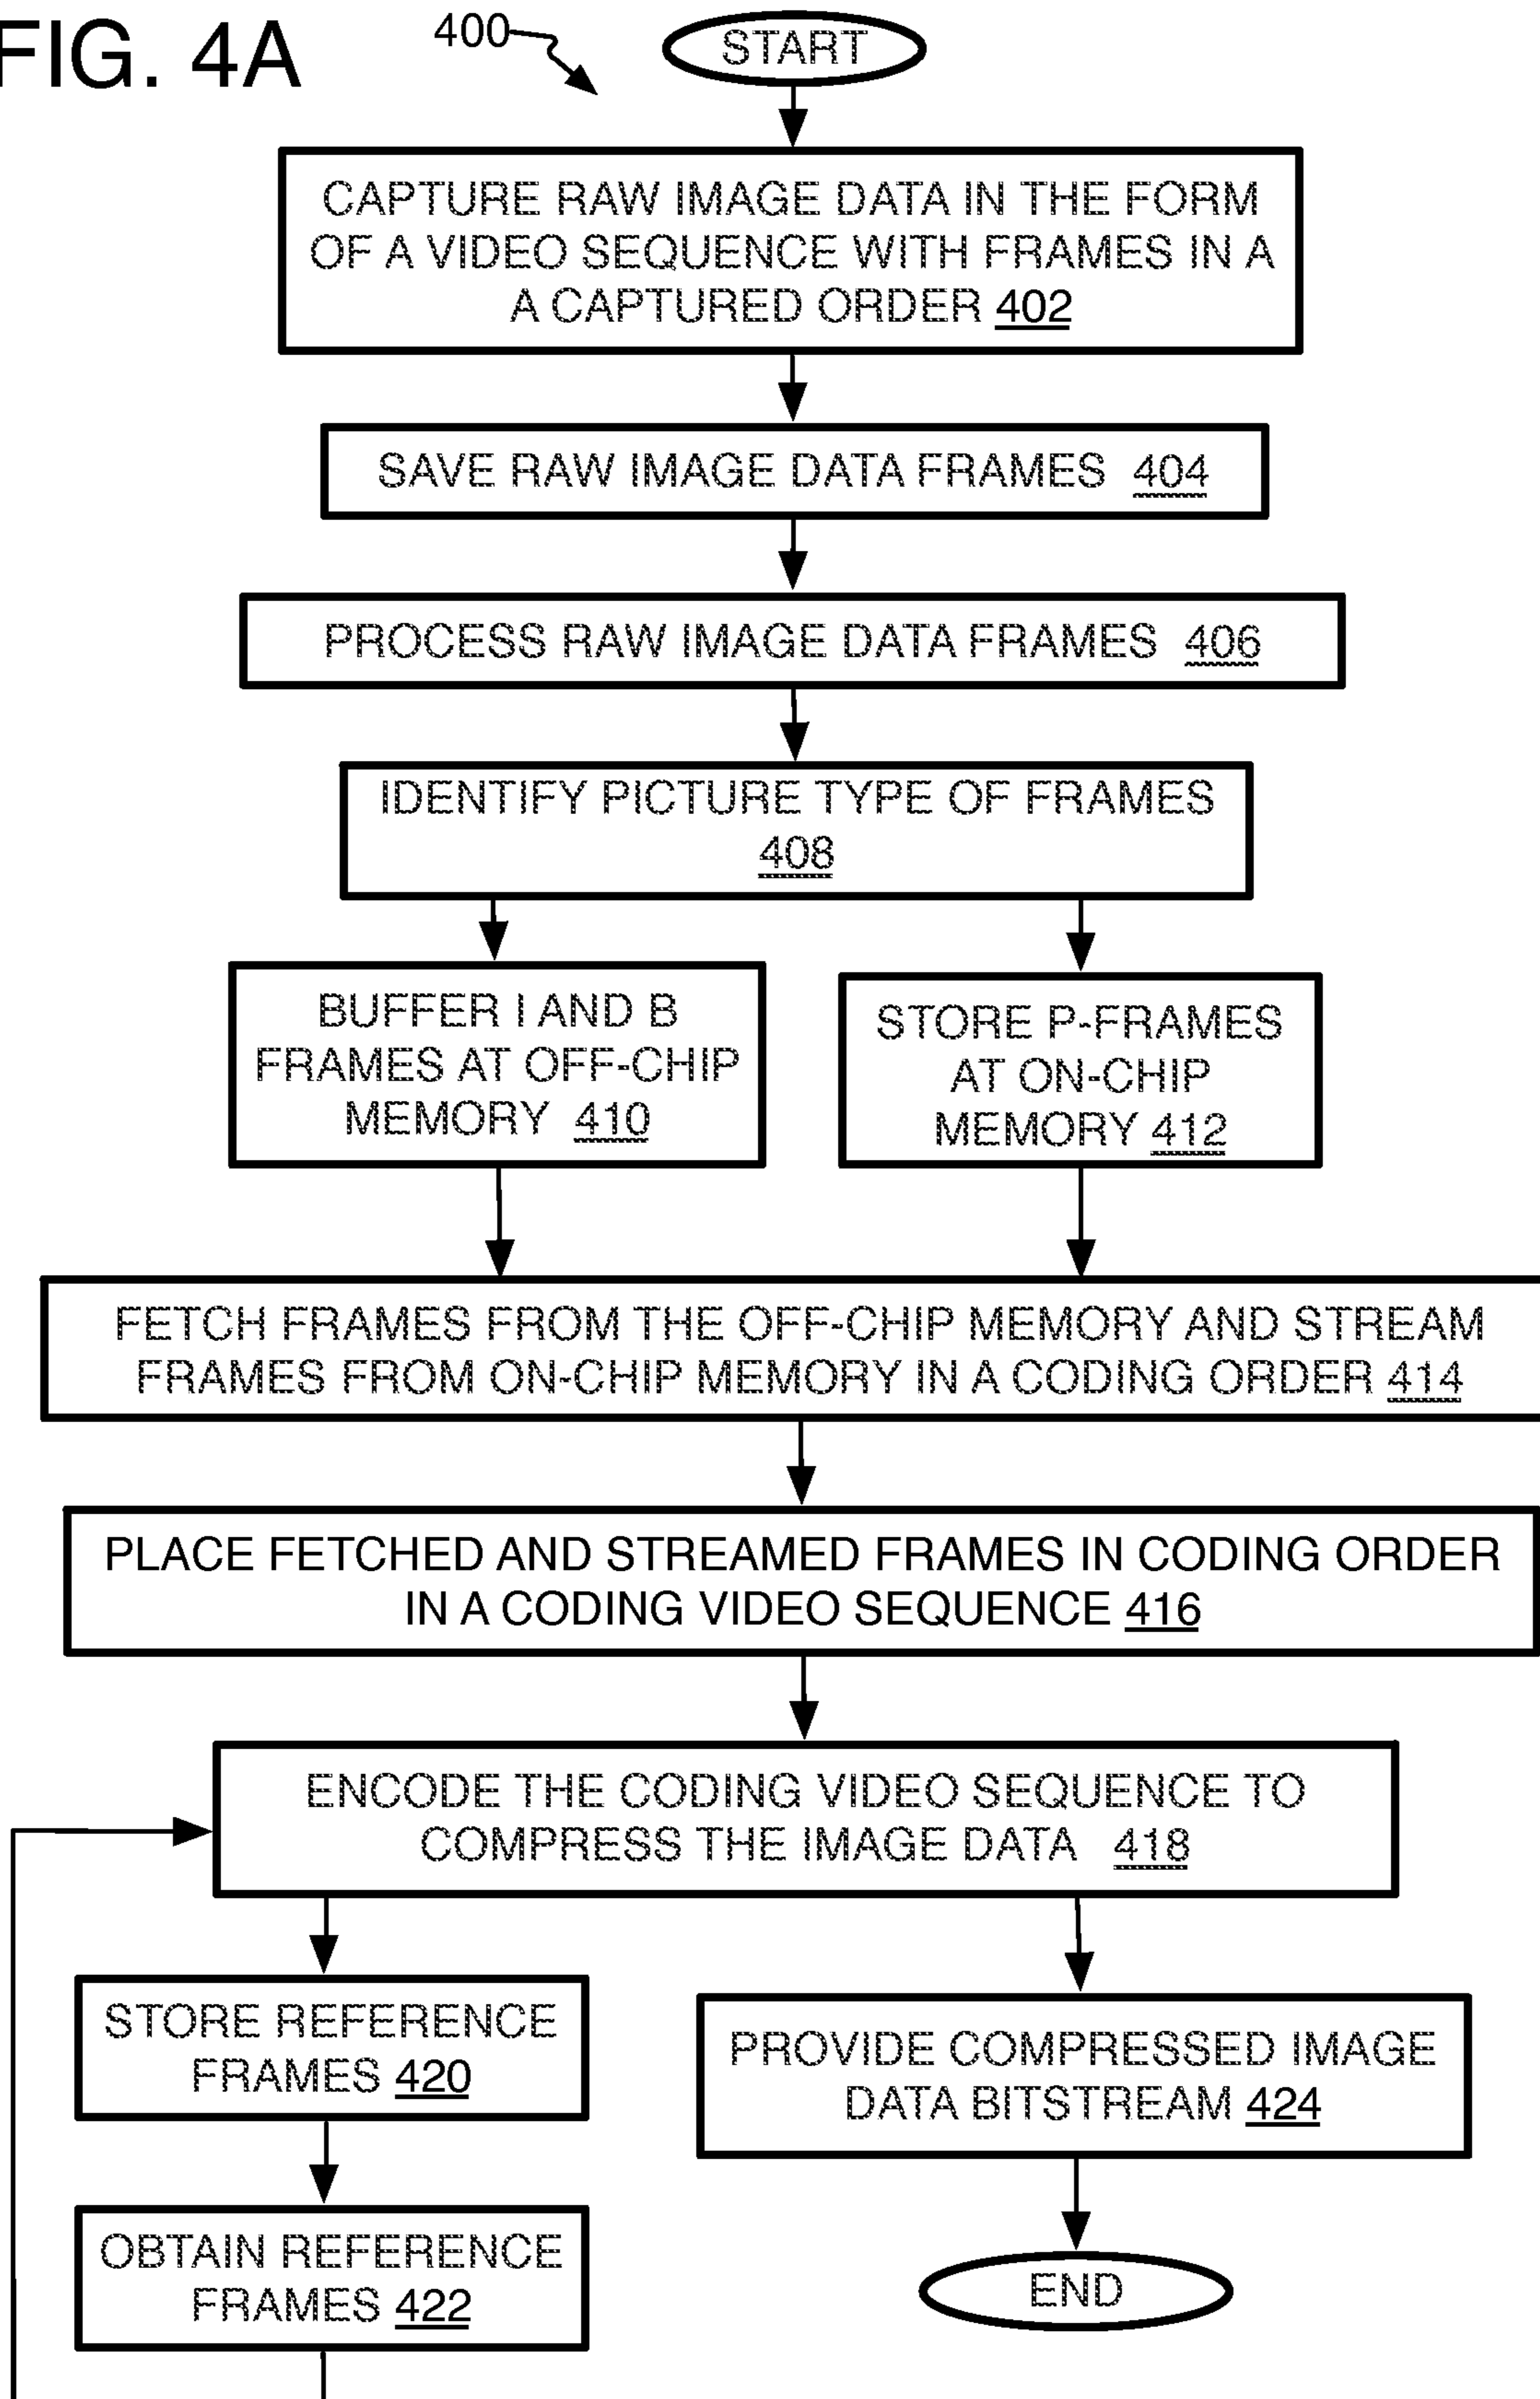 FIG. 4A
400
START
CAPTURE RAW IMAGE DATA IN THE FORM
OF A VIDEO SEQUENCE WITH FRAMES IN A
A CAPTURED ORDER 402
SAVE RAW IMAGE DATA FRAMES 404
PROCESS RAW IMAGE DATA FRAMES 406
IDENTIFY PICTURE TYPE OF FRAMES
408
BUFFER I AND B
FRAMES AT OFF-CHIP
MEMORY 410
STORE P-FRAMES
AT ON-CHIP
MEMORY 412
FETCH FRAMES FROM THE OFF-CHIP MEMORY AND STREAM
FRAMES FROM ON-CHIP MEMORY IN A CODING ORDER 414
PLACE FETCHED AND STREAMED FRAMES IN CODING ORDER
IN A CODING VIDEO SEQUENCE 416
ENCODE THE CODING VIDEO SEQUENCE TO
COMPRESS THE IMAGE DATA 418
STORE REFERENCE
FRAMES 420
PROVIDE COMPRESSED IMAGE
DATA BITSTREAM 424
OBTAIN REFERENCE
FRAMES 422
END